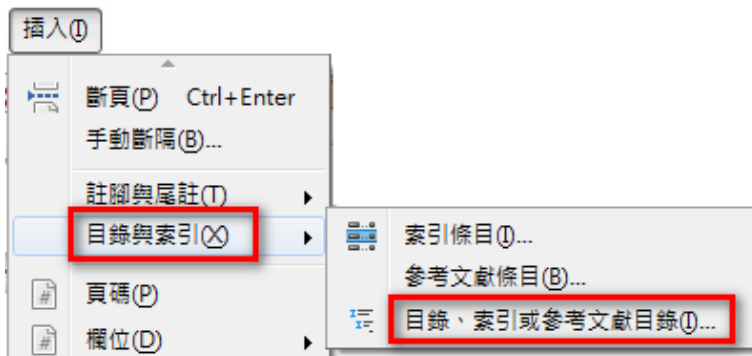 插入(I)
斷頁(P) Ctrl+Enter
手動斷隔(B)...
註腳與尾註(T)
目錄與索引(X)
索引條目(I)...
參考文獻條目(B)...
目錄、索引或參考文獻目錄(I)...
頁碼(P)
欄位(D)